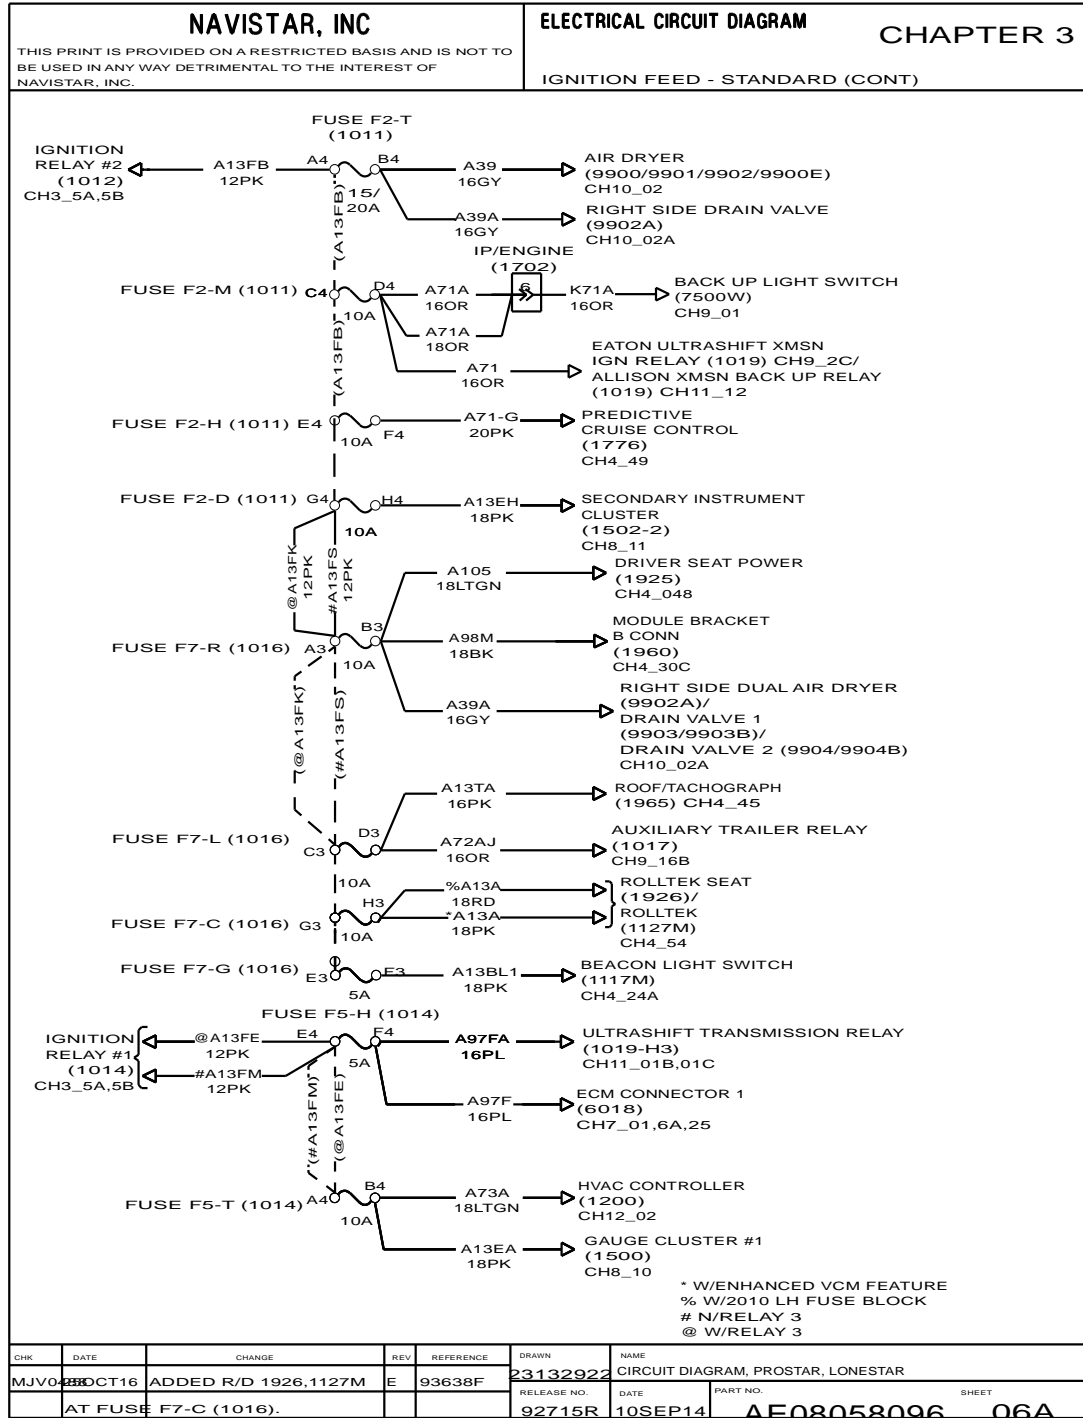 NAVISTAR, INC
THIS PRINT IS PROVIDED ON A RESTRICTED BASIS AND IS NOT TO
BE USED IN ANY WAY DETRIMENTAL TO THE INTEREST OF
NAVISTAR, INC.
ELECTRICAL CIRCUIT DIAGRAM
CHAPTER 3
IGNITION FEED - STANDARD (CONT)
FUSE F2-T
(1011)
IGNITION
RELAY #2
(1012)
CH3_5A,5B
A13FB
12PK
A4
B4
15/
20A
A39
16GY
AIR DRYER
(9900/9901/9902/9900E)
CH10_02
A39A
16GY
RIGHT SIDE DRAIN VALVE
(9902A)
CH10_02A
(A13FB)
IP/ENGINE
(1702)
6
FUSE F2-M (1011)
C4
D4
10A
A71A
16OR
K71A
16OR
BACK UP LIGHT SWITCH
(7500W)
CH9_01
A71A
18OR
A71
16OR
EATON ULTRASHIFT XMSN
IGN RELAY (1019) CH9_2C/
ALLISON XMSN BACK UP RELAY
(1019) CH11_12
(A13FB)
FUSE F2-H (1011)
E4
F4
10A
A71-G
20PK
PREDICTIVE
CRUISE CONTROL
(1776)
CH4_49
FUSE F2-D (1011)
G4
H4
10A
A13EH
18PK
SECONDARY INSTRUMENT
CLUSTER
(1502-2)
CH8_11
@A13FK
12PK
#A13FS
12PK
A105
18LTGN
DRIVER SEAT POWER
(1925)
CH4_048
FUSE F7-R (1016)
A3
B3
10A
A98M
18BK
MODULE BRACKET
B CONN
(1960)
CH4_30C
A39A
16GY
RIGHT SIDE DUAL AIR DRYER
(9902A)/
DRAIN VALVE 1
(9903/9903B)/
DRAIN VALVE 2 (9904/9904B)
CH10_02A
(@A13FK)
(#A13FS)
A13TA
16PK
ROOF/TACHOGRAPH
(1965) CH4_45
FUSE F7-L (1016)
C3
D3
10A
A72AJ
16OR
AUXILIARY TRAILER RELAY
(1017)
CH9_16B
FUSE F7-C (1016)
G3
H3
10A
%A13A
18RD
*A13A
18PK
ROLLTEK SEAT
(1926)/
ROLLTEK
(1127M)
CH4_54
FUSE F7-G (1016)
E3
F3
5A
A13BL1
18PK
BEACON LIGHT SWITCH
(1117M)
CH4_24A
FUSE F5-H (1014)
IGNITION
RELAY #1
(1014)
CH3_5A,5B
@A13FE
12PK
#A13FM
12PK
E4
F4
5A
A97FA
16PL
ULTRASHIFT TRANSMISSION RELAY
(1019-H3)
CH11_01B,01C
A97F
16PL
ECM CONNECTOR 1
(6018)
CH7_01,6A,25
(#A13FM)
(@A13FE)
FUSE F5-T (1014)
A4
B4
10A
A73A
18LTGN
HVAC CONTROLLER
(1200)
CH12_02
A13EA
18PK
GAUGE CLUSTER #1
(1500)
CH8_10
* W/ENHANCED VCM FEATURE
% W/2010 LH FUSE BLOCK
# N/RELAY 3
@ W/RELAY 3
CHK DATE CHANGE REV REFERENCE
28OCT16 ADDED R/D 1926,1127M E 93638F
AT FUSE F7-C (1016).
DRAWN
23132922
NAME
CIRCUIT DIAGRAM, PROSTAR, LONESTAR
RELEASE NO.
92715R
DATE
10SEP14
PART NO.
AE08058096
SHEET
06A